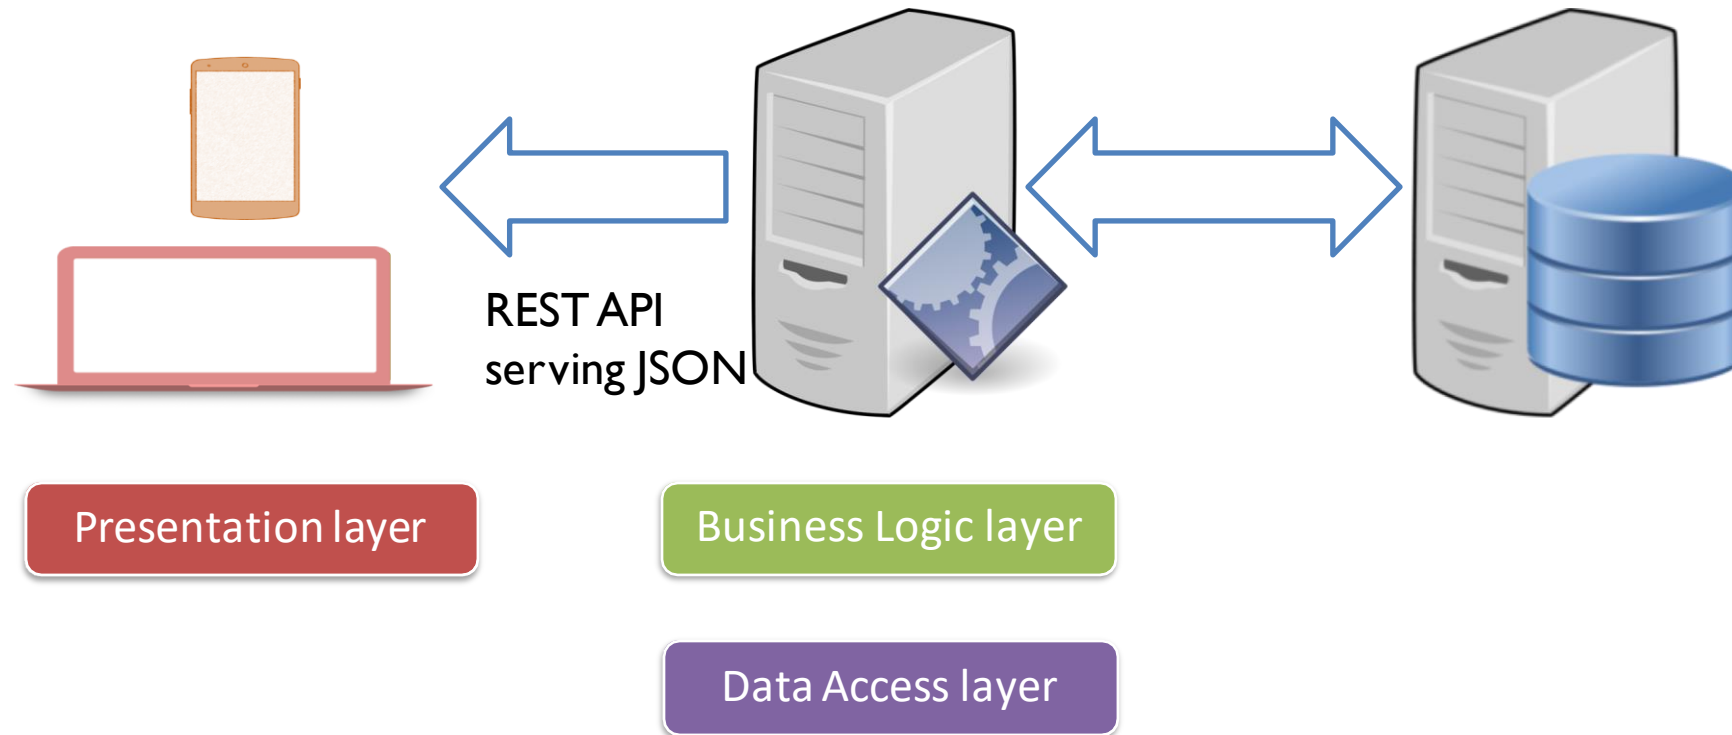 REST API
serving JSON
Presentation layer
Business Logic layer
Data Access layer